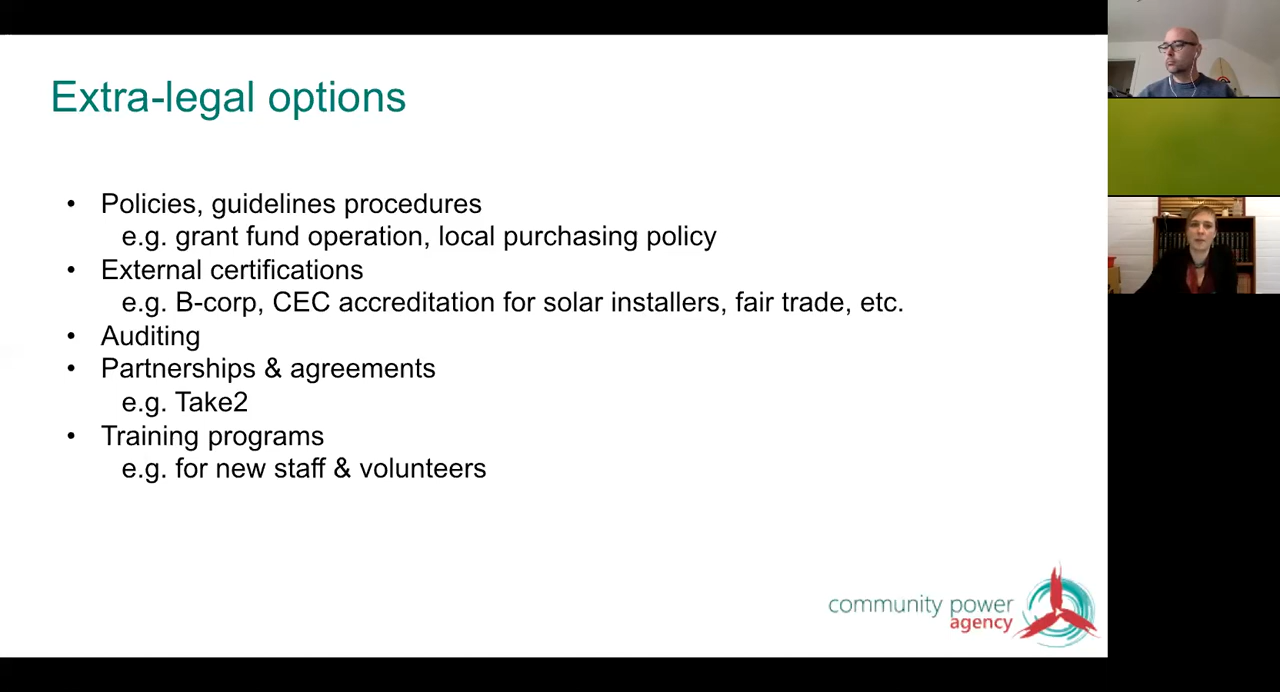 Extra-legal options
• Policies, guidelines procedures
e.g. grant fund operation, local purchasing policy
• External certifications
e.g. B-corp, CEC accreditation for solar installers, fair trade, etc.
• Auditing
• Partnerships & agreements
e.g. Take2
• Training programs
e.g. for new staff & volunteers
community power
agency